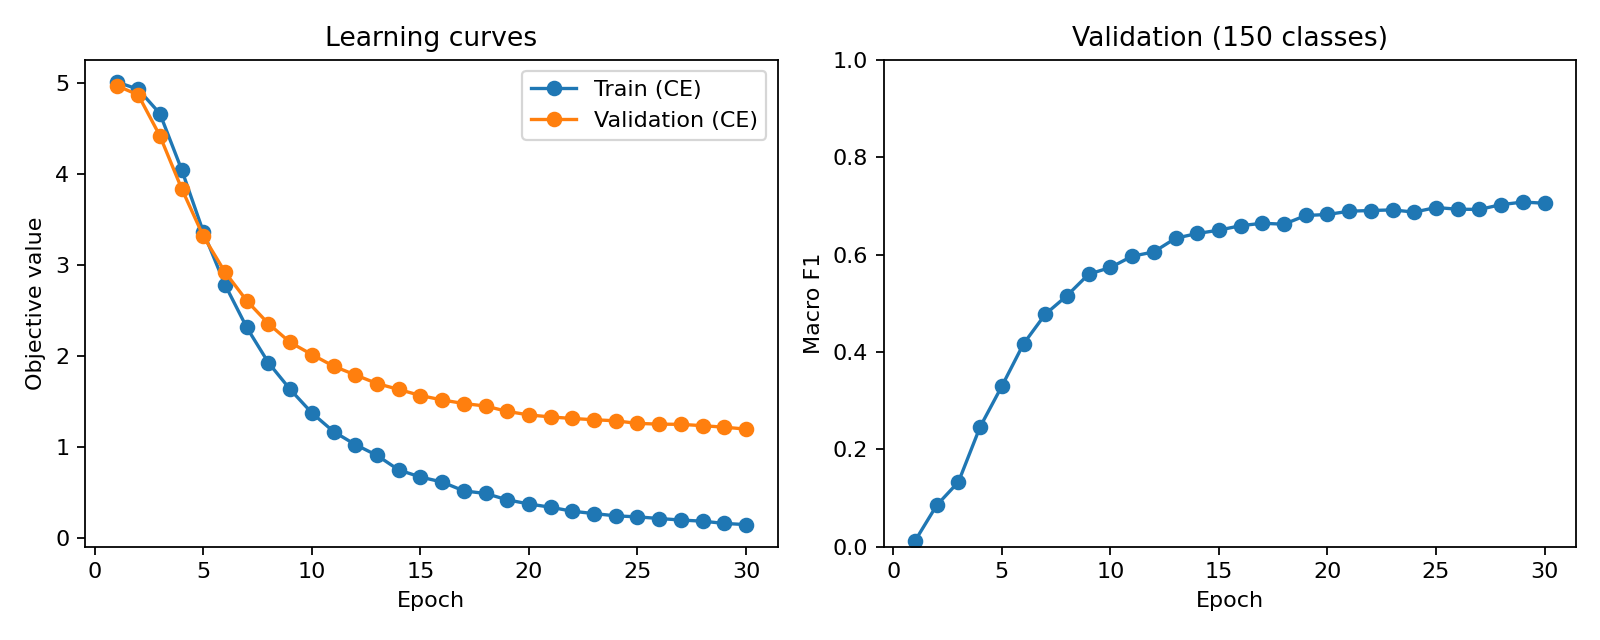 Learning curves
Objective value
5
4
3
2
1
0
Train (CE)
Validation (CE)
0 5 10 15 20 25 30
Epoch
Validation (150 classes)
Macro F1
1.0
0.8
0.6
0.4
0.2
0.0
0 5 10 15 20 25 30
Epoch